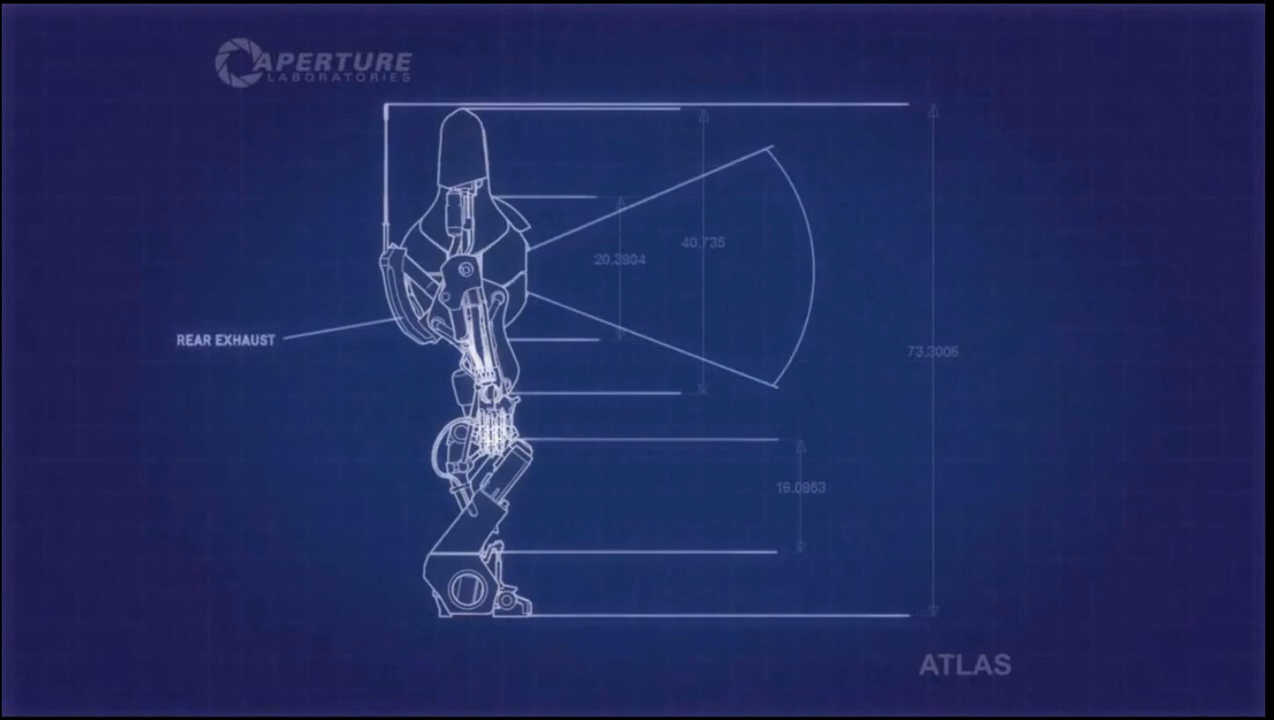 APERTURE
LABORATORIES
40.735
20.3904
REAR EXHAUST
73.3006
16.0953
ATLAS